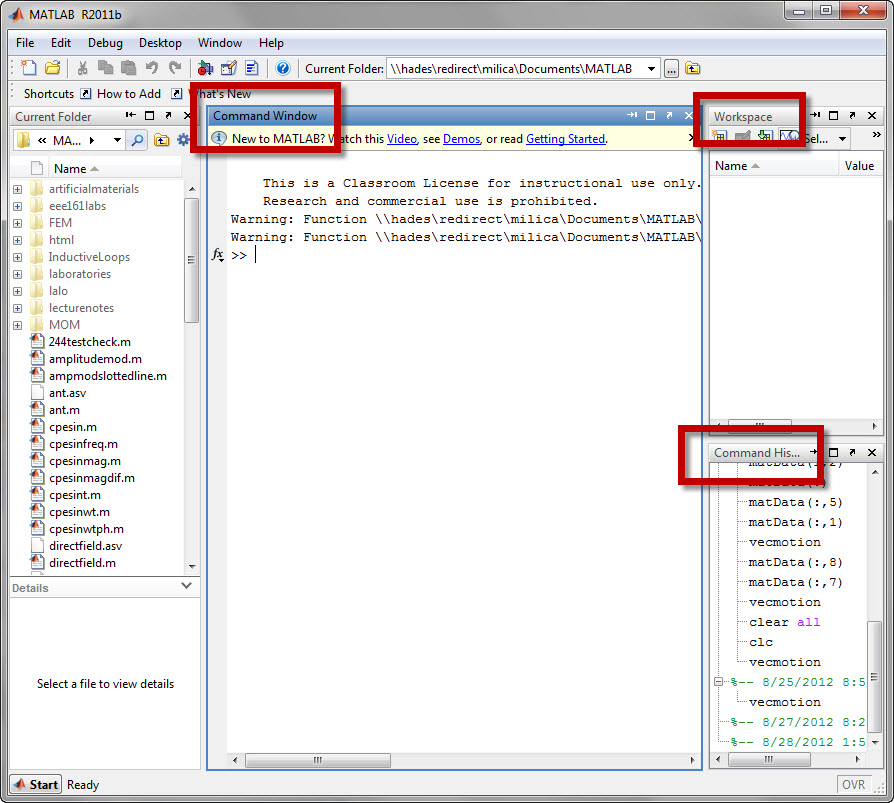 MATLAB R2011b
File Edit Debug Desktop Window Help
Current Folder: \\hades\redirect\milica\Documents\MATLAB ...
Shortcuts How to Add What's New
Current Folder
« MA...
Name
artificialmaterials
eee161labs
FEM
html
InductiveLoops
laboratories
lalo
lecturenotes
MOM
244testcheck.m
amplitudemod.m
ampmodslottedline.m
ant.asv
ant.m
cpesin.m
cpesinfreq.m
cpesinmag.m
cpesinmagdif.m
cpesint.m
cpesinwt.m
cpesinwtph.m
directfield.asv
directfield.m
Details
Select a file to view details
Command Window
New to MATLAB? Watch this Video, see Demos, or read Getting Started.
This is a Classroom License for instructional use only.
Research and commercial use is prohibited.
Warning: Function \\hades\redirect\milica\Documents\MATLAB\
Warning: Function \\hades\redirect\milica\Documents\MATLAB\
fx >>
Workspace
Sel... »
Name Value
Command His...
matData(:,5)
matData(:,1)
vecmotion
matData(:,8)
matData(:,7)
vecmotion
clear all
clc
vecmotion
%-- 8/25/2012 8:5
vecmotion
%-- 8/27/2012 8:2
%-- 8/28/2012 1:5
Start Ready
OVR